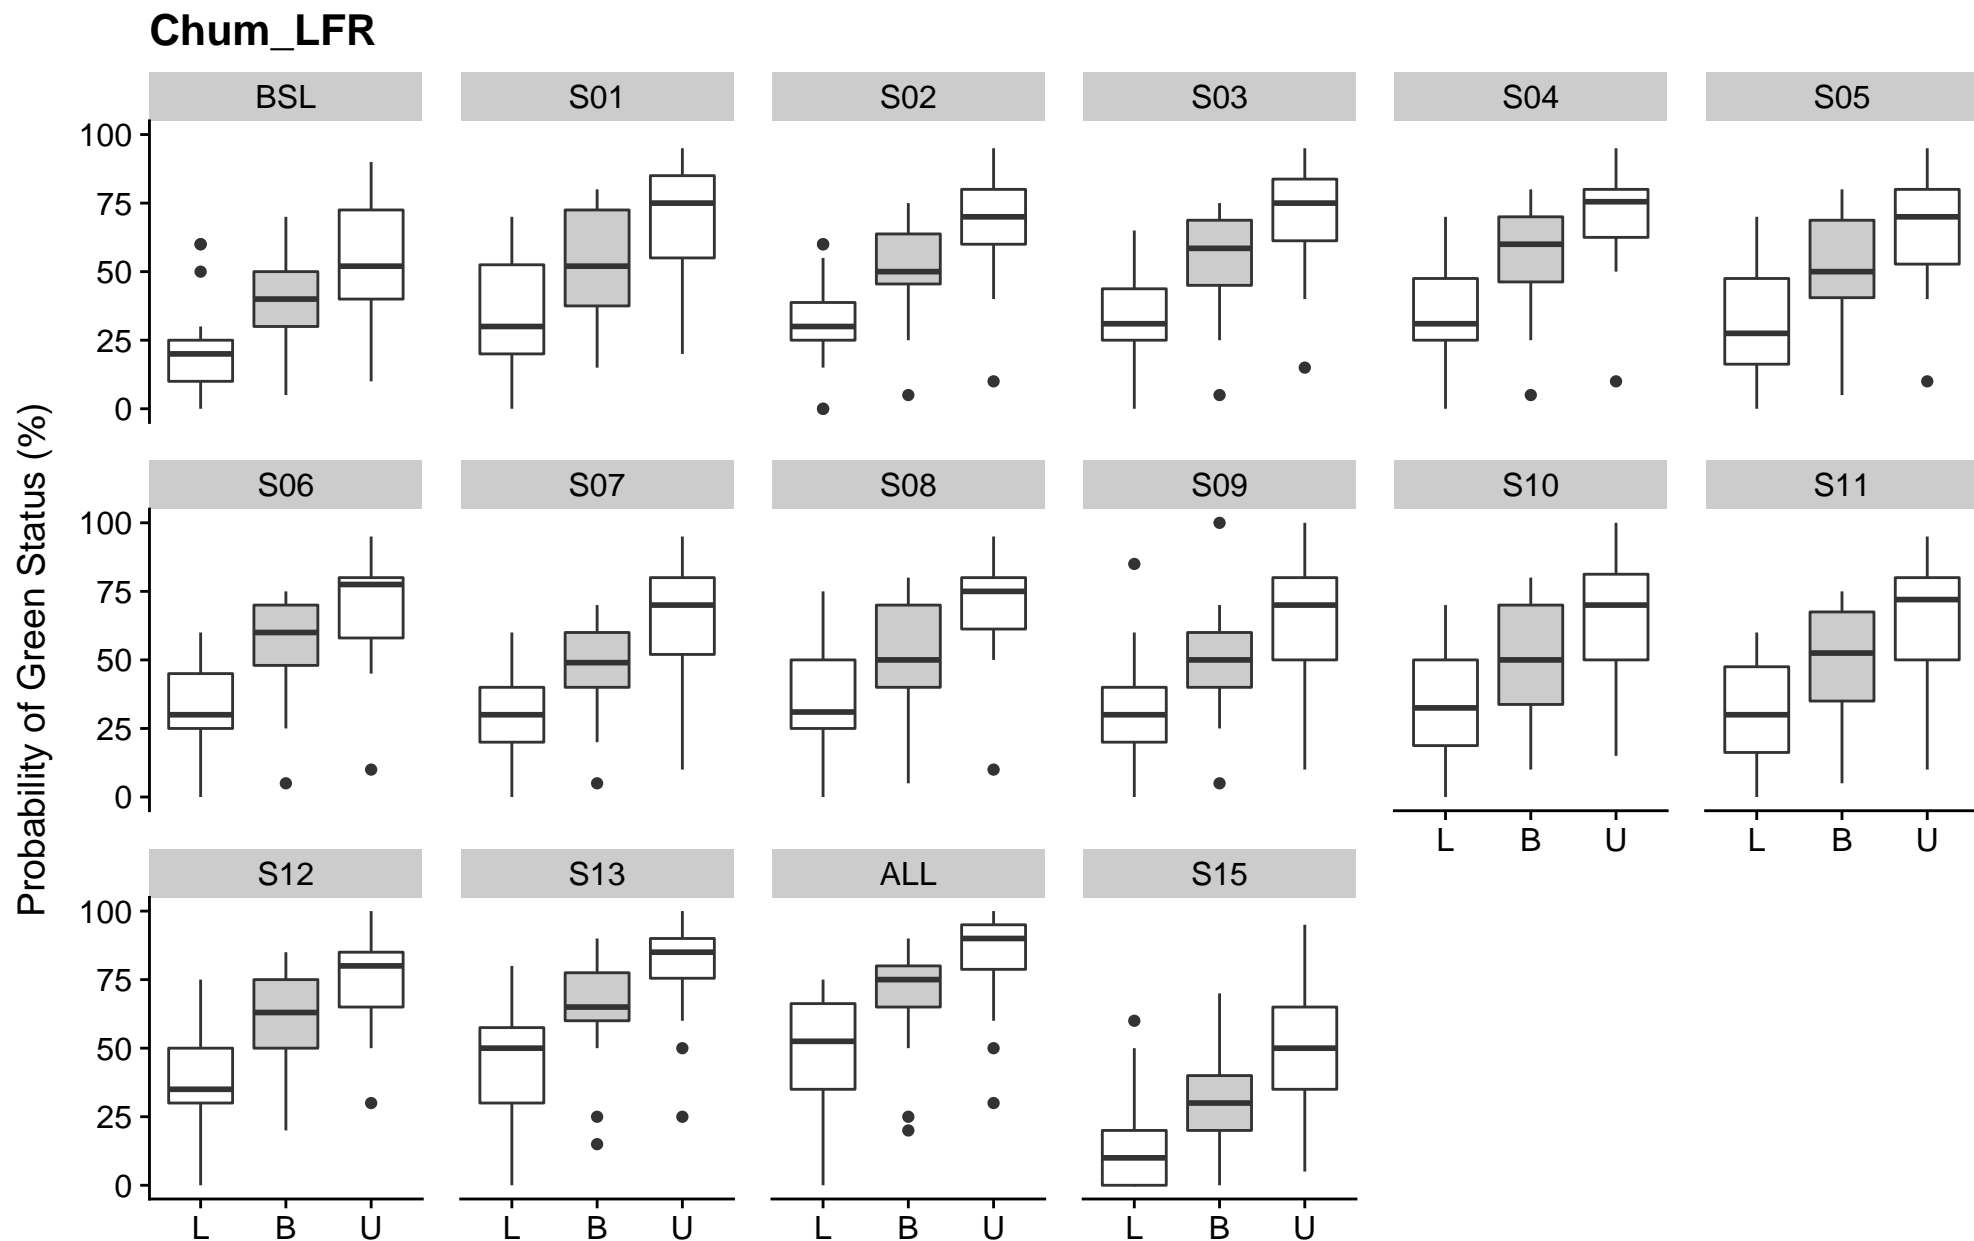 Chum_LFR
BSL S01 S02 S03 S04 S05
100
75
50
25
0
Probability of Green Status (%)
S06 S07 S08 S09 S10 S11
100
75
50
25
0
L B U L B U
S12 S13 ALL S15
100
75
50
25
0
L B U L B U L B U L B U